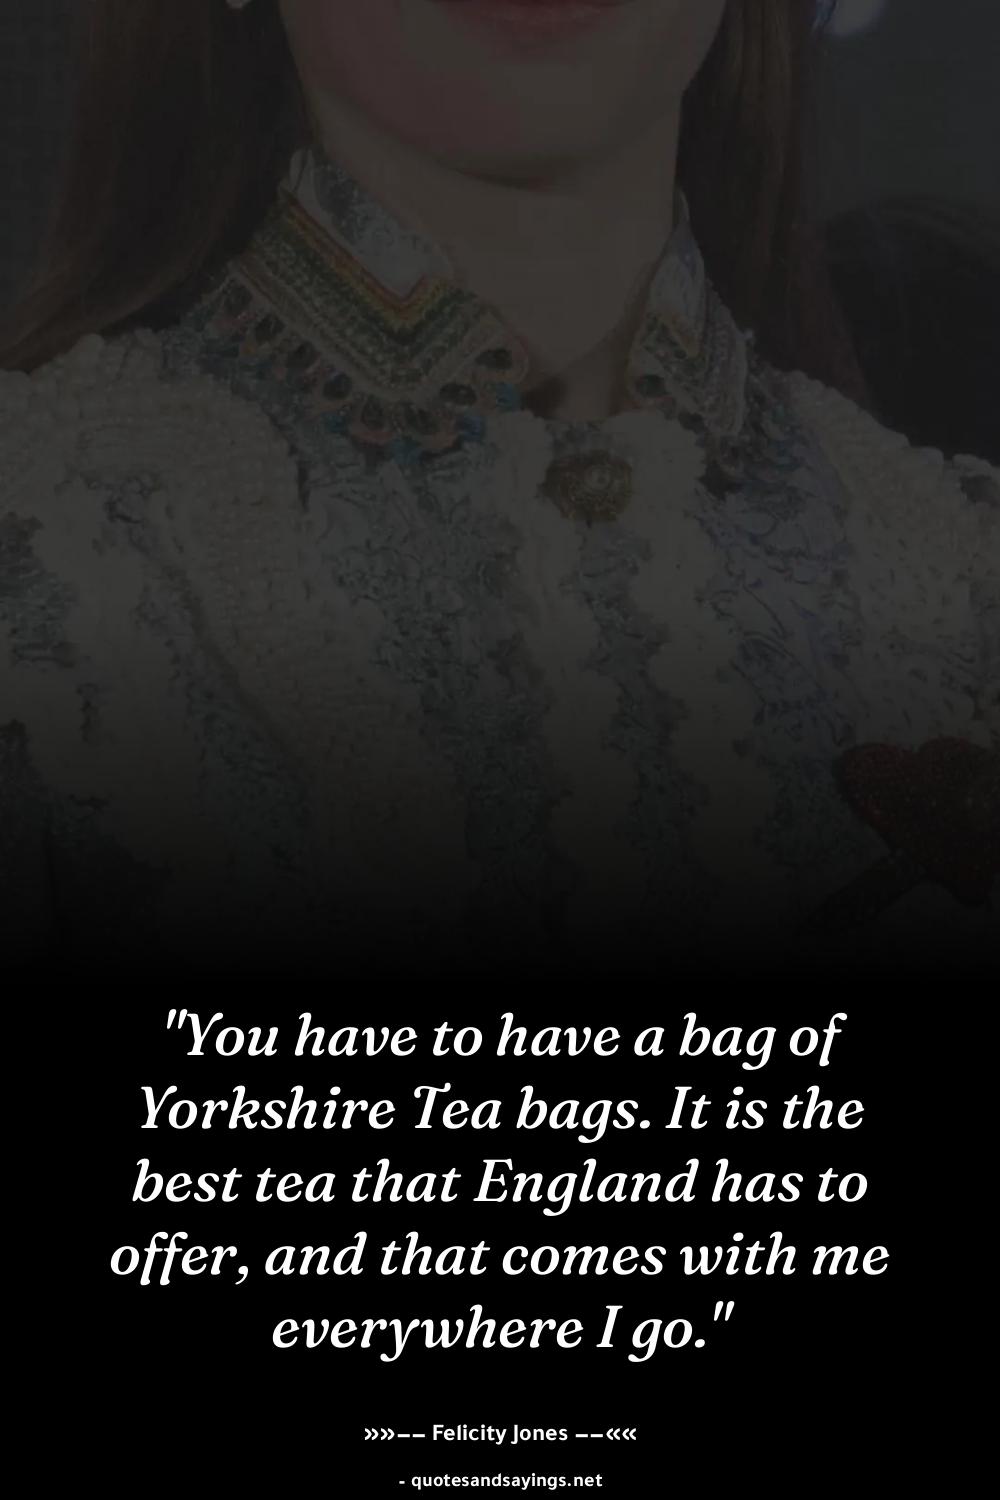 "You have to have a bag of
Yorkshire Tea bags. It is the
best tea that England has to
offer, and that comes with me
everywhere I go."
»»−− Felicity Jones −−««
- quotesandsayings.net